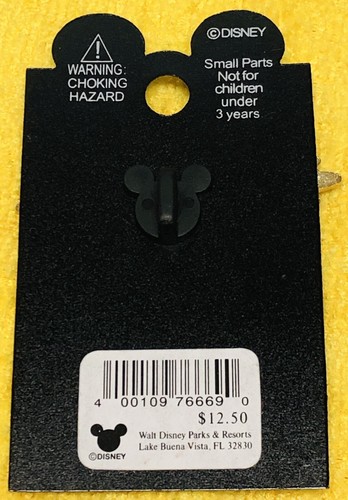 ©DISNEY
WARNING:
CHOKING
HAZARD
Small Parts
Not for
children
under
3 years
4 00109 76669 0
$12.50
Walt Disney Parks & Resorts
Lake Buena Vista, FL 32830
©DISNEY